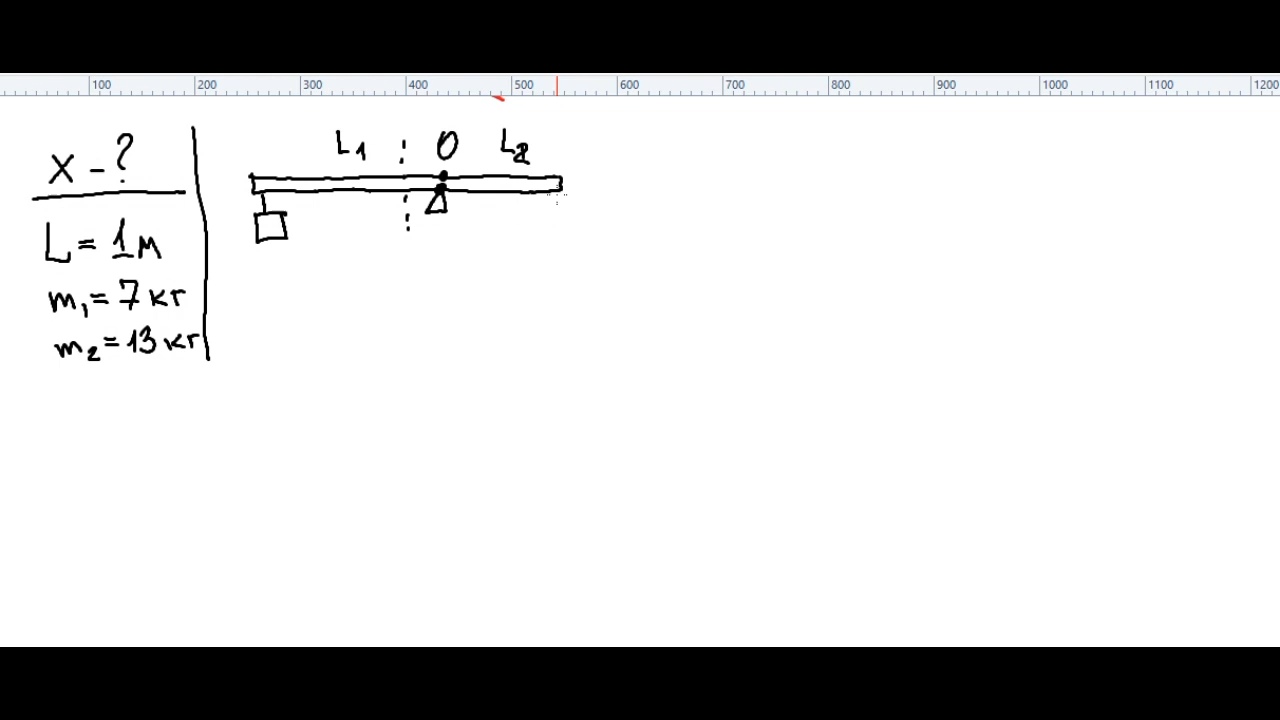 100 200 300 400 500 600 700 800 900 1000 1100 1200
x - ?
L = 1м
m₁ = 7 кг
m₂ = 13 кг
L₁ O L₂